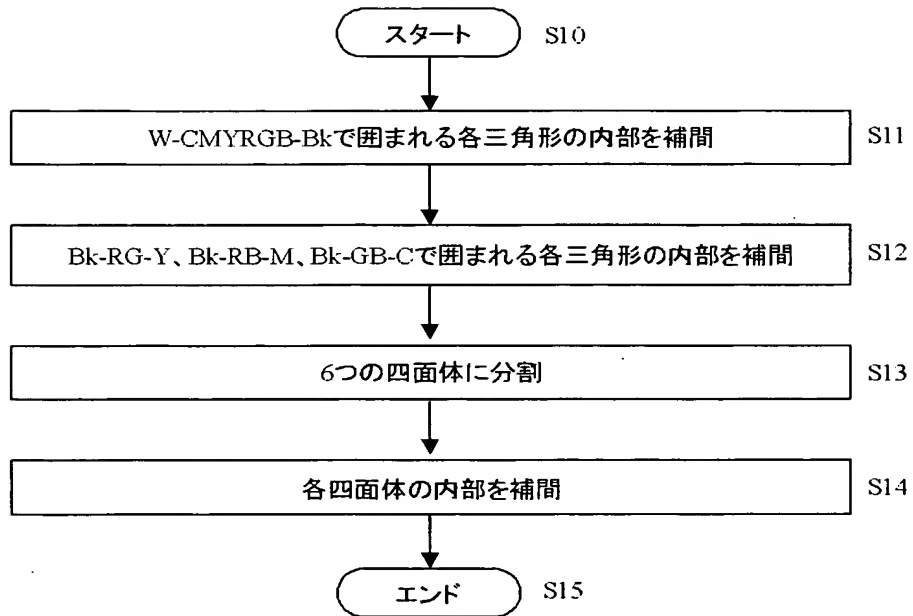 スタート S10
W-CMYRGB-Bkで囲まれる各三角形の内部を補間 S11
Bk-RG-Y、Bk-RB-M、Bk-GB-Cで囲まれる各三角形の内部を補間 S12
6つの四面体に分割 S13
各四面体の内部を補間 S14
エンド S15